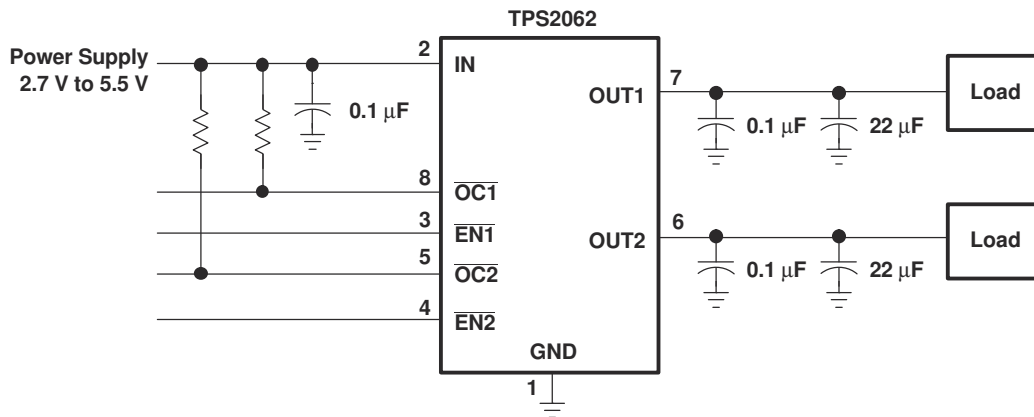 TPS2062
Power Supply
2.7 V to 5.5 V
2
IN
0.1 μF
7
OUT1
0.1 μF
22 μF
Load
8
OC1
3
EN1
5
OC2
4
EN2
6
OUT2
0.1 μF
22 μF
Load
GND
1